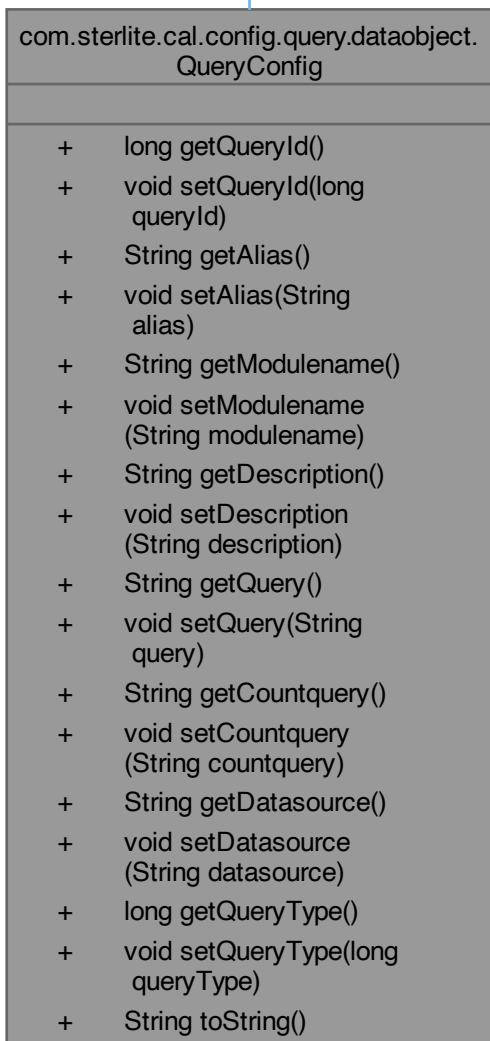 com.sterlite.cal.config.query.dataobject.
QueryConfig
+ long getQueryId()
+ void setQueryId(long
queryId)
+ String getAlias()
+ void setAlias(String
alias)
+ String getModulename()
+ void setModulename
(String modulename)
+ String getDescription()
+ void setDescription
(String description)
+ String getQuery()
+ void setQuery(String
query)
+ String getCountquery()
+ void setCountquery
(String countquery)
+ String getDatasource()
+ void setDatasource
(String datasource)
+ long getQueryType()
+ void setQueryType(long
queryType)
+ String toString()